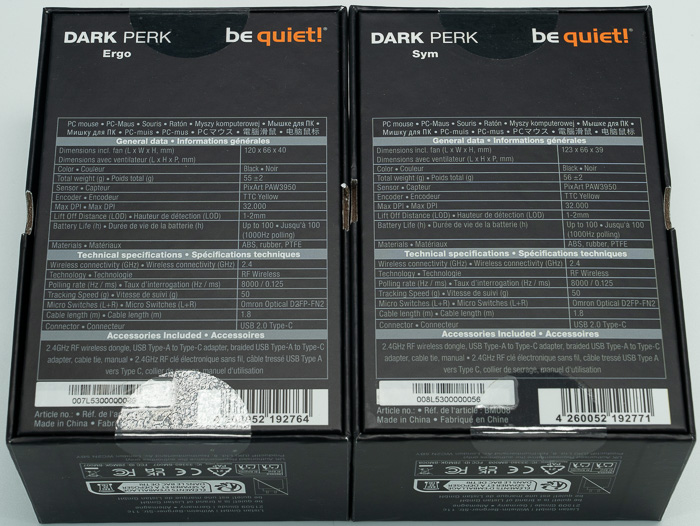 DARK PERK be quiet!®
Ergo
PC mouse • PC-Maus • Souris • Ratón • Myszy komputerowej • Мышке для ПК •
Мишку для ПК • PC-muis • PC-mus • PCマウス • 電腦滑鼠 • 电脑鼠标
General data • Informations générales
Dimensions incl. fan (L x W x H, mm) 120 x 66 x 40
Dimensions avec ventilateur (L x H x P, mm)
Color • Couleur Black • Noir
Total weight (g) • Poids total (g) 55 ±2
Sensor • Capteur PixArt PAW3950
Encoder • Encodeur TTC Yellow
Max DPI • Max DPI 32.000
Lift Off Distance (LOD) • Hauteur de détection (LOD) 1-2mm
Battery Life (h) • Durée de vie de la batterie (h) Up to 100 • Jusqu'à 100
(1000Hz polling)
Materials • Matériaux ABS, rubber, PTFE
Technical specifications • Spécifications techniques
Wireless connectivity (GHz) • Wireless connectivity (GHz) 2.4
Technology • Technologie RF Wireless
Polling rate (Hz / ms) • Taux d'interrogation (Hz / ms) 8000 / 0.125
Tracking Speed (g) • Vitesse de suivi (g) 50
Micro Switches (L+R) • Micro Switches (L+R) Omron Optical D2FP-FN2
Cable length (m) • Cable length (m) 1.8
Connector • Connecteur USB 2.0 Type-C
Accessories Included • Accessoires
2.4GHz RF wireless dongle, USB Type-A to Type-C adapter, braided USB Type-A to Type-C
adapter, cable tie, manual • 2.4GHz RF clé électronique sans fil, câble tressé USB Type A
vers Type C, collier de serrage, manuel d'utilisation
007L5300000
0052 192764
Article no.: • Réf. de l'artic
Made in China • Fabr
DARK PERK be quiet!®
Sym
PC mouse • PC-Maus • Souris • Ratón • Myszy komputerowej • Мышке для ПК •
Мишку для ПК • PC-muis • PC-mus • PCマウス • 電腦滑鼠 • 电脑鼠标
General data • Informations générales
Dimensions incl. fan (L x W x H, mm) 123 x 66 x 39
Dimensions avec ventilateur (L x H x P, mm)
Color • Couleur Black • Noir
Total weight (g) • Poids total (g) 56 ±2
Sensor • Capteur PixArt PAW3950
Encoder • Encodeur TTC Yellow
Max DPI • Max DPI 32.000
Lift Off Distance (LOD) • Hauteur de détection (LOD) 1-2mm
Battery Life (h) • Durée de vie de la batterie (h) Up to 100 • Jusqu'à 100
(1000Hz polling)
Materials • Matériaux ABS, rubber, PTFE
Technical specifications • Spécifications techniques
Wireless connectivity (GHz) • Wireless connectivity (GHz) 2.4
Technology • Technologie RF Wireless
Polling rate (Hz / ms) • Taux d'interrogation (Hz / ms) 8000 / 0.125
Tracking Speed (g) • Vitesse de suivi (g) 50
Micro Switches (L+R) • Micro Switches (L+R) Omron Optical D2FP-FN2
Cable length (m) • Cable length (m) 1.8
Connector • Connecteur USB 2.0 Type-C
Accessories Included • Accessoires
2.4GHz RF wireless dongle, USB Type-A to Type-C adapter, braided USB Type-A to Type-C
adapter, cable tie, manual • 2.4GHz RF clé électronique sans fil, câble tressé USB Type A
vers Type C, collier de serrage, manuel d'utilisation
008L5300000056
4 260052 192771
Article no.: • Réf. de l'article: BM008
Made in China • Fabriqué en Chine